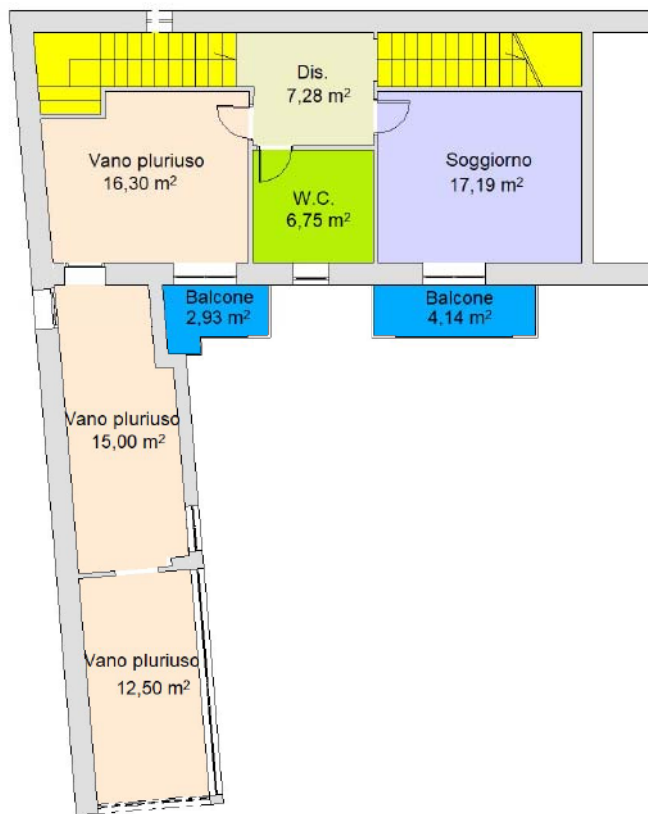 Dis.
7,28 m²
Vano pluriuso
16,30 m²
W.C.
6,75 m²
Soggiorno
17,19 m²
Balcone
2,93 m²
Balcone
4,14 m²
Vano pluriuso
15,00 m²
Vano pluriuso
12,50 m²